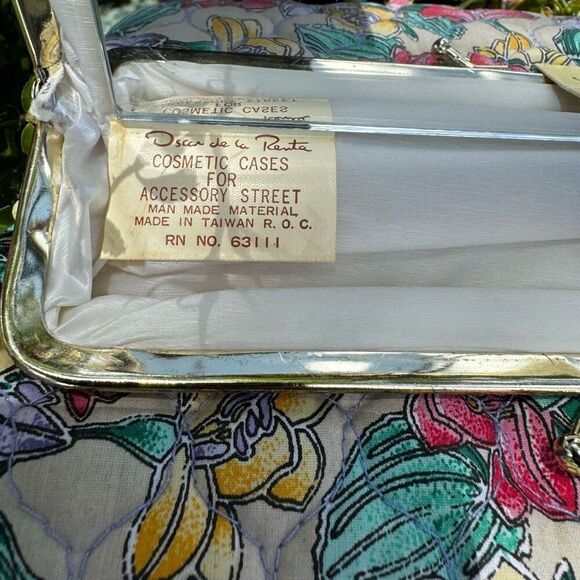 Oscar de la Renta
COSMETIC CASES
FOR
ACCESSORY STREET
MAN MADE MATERIAL
MADE IN TAIWAN R. O. C.
RN NO. 63111